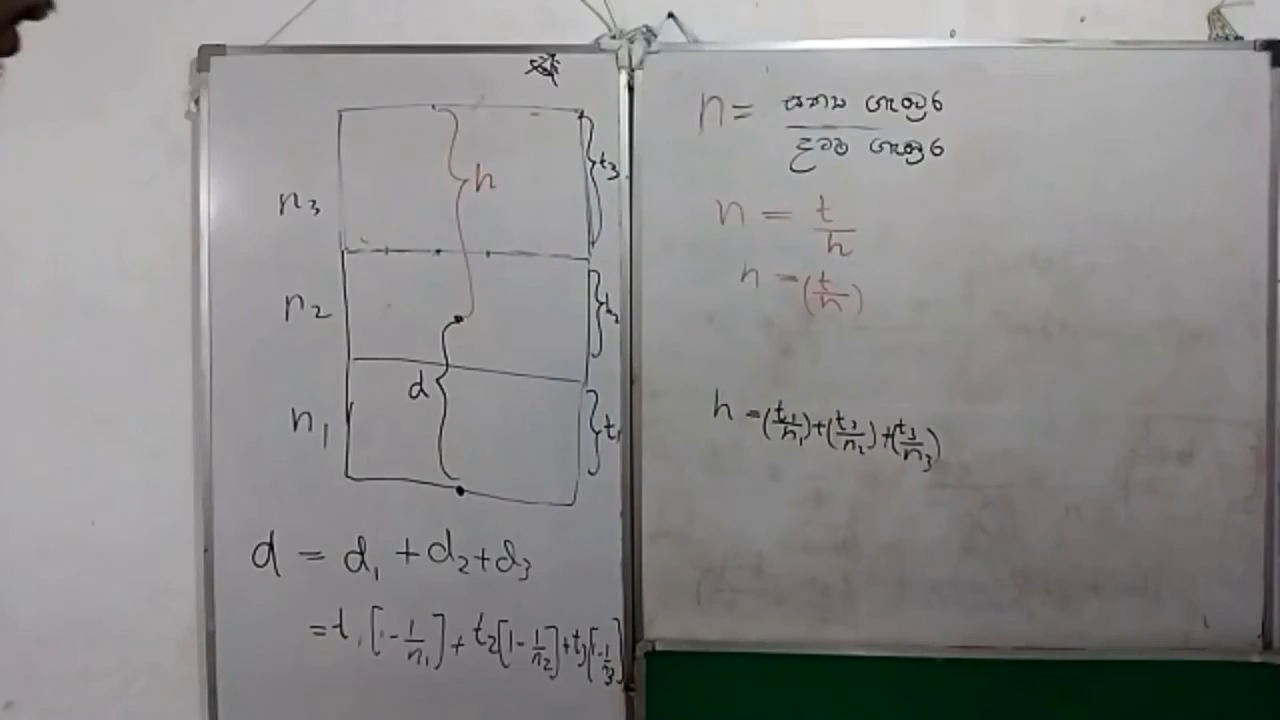 h
t3
n3
n2
t2
d
n1
t1
d = d1 + d2 + d3
= t1 [1 - 1/n1] + t2 [1 - 1/n2] + t3 [1 - 1/n3]
n = සත්‍ය ගැඹුර / දෘශ්‍ය ගැඹුර
n = t/h
n = (t/h)
h = (t1/n1) + (t2/n2) + (t3/n3)